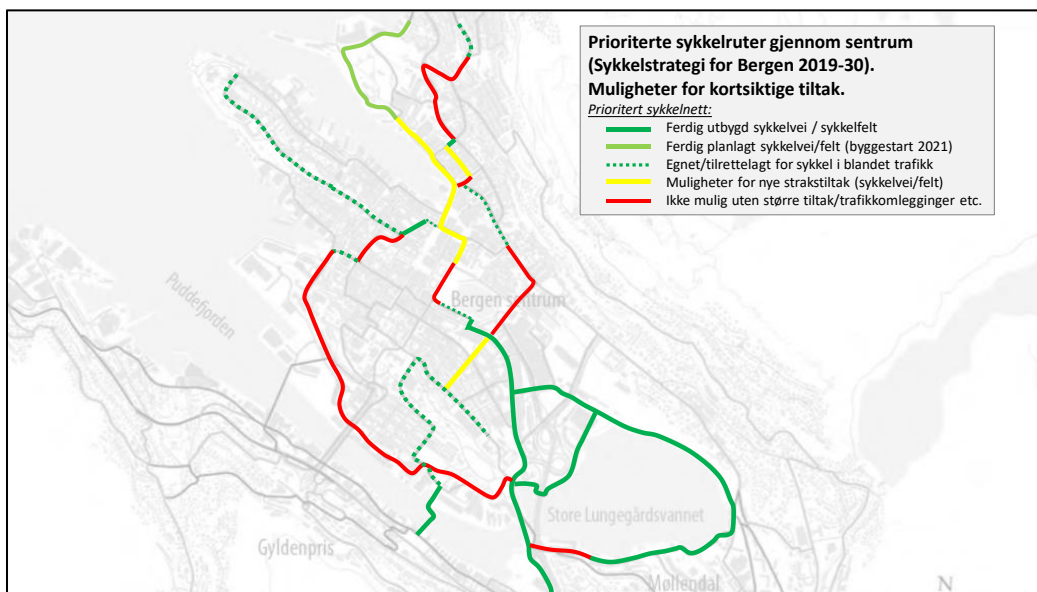 Prioriterte sykkelruter gjennom sentrum
(Sykkelstrategi for Bergen 2019-30).
Muligheter for kortsiktige tiltak.
Prioritert sykkelnett:
Ferdig utbygd sykkelvei / sykkelfelt
Ferdig planlagt sykkelvei/felt (byggestart 2021)
Egnet/tilrettelagt for sykkel i blandet trafikk
Muligheter for nye strakstiltak (sykkelvei/felt)
Ikke mulig uten større tiltak/trafikkomlegginger etc.
Puddefjorden
Bergen sentrum
Store Lungegårdsvannet
Gyldenpris
Møllendal
N